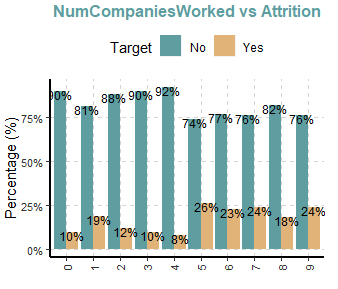 NumCompaniesWorked vs Attrition
Target No Yes
Percentage (%)
75%
50%
25%
0%
90% 81% 88% 90% 92% 74% 77% 76% 82% 76%
10% 19% 12% 10% 8% 26% 23% 24% 18% 24%
0 1 2 3 4 5 6 7 8 9